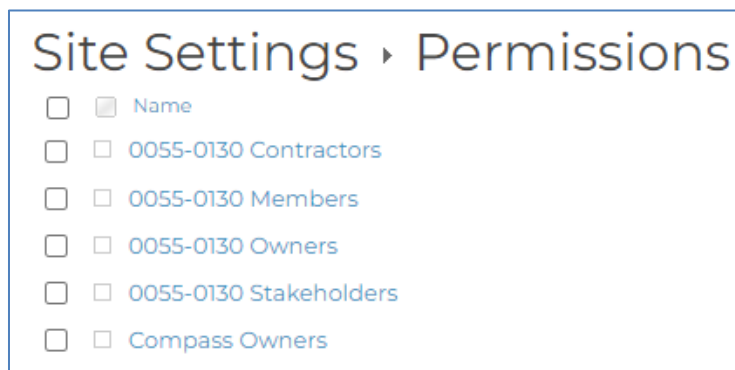 Site Settings ▸ Permissions
Name
0055-0130 Contractors
0055-0130 Members
0055-0130 Owners
0055-0130 Stakeholders
Compass Owners